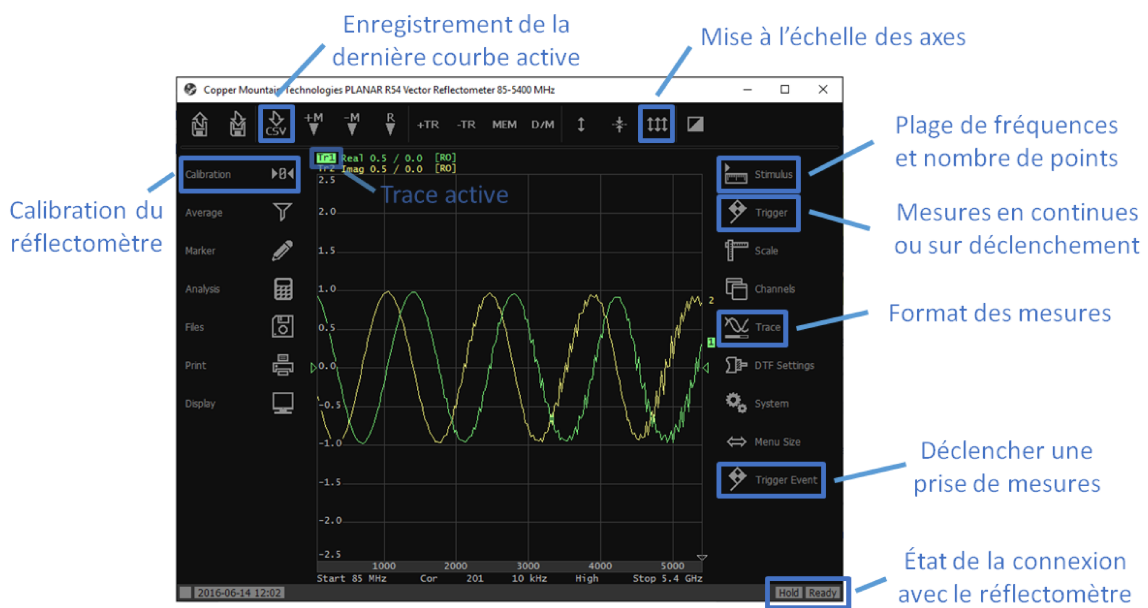 Enregistrement de la
dernière courbe active
Mise à l'échelle des axes
Copper Mountain Technologies PLANAR R54 Vector Reflectometer 85-5400 MHz
CSV
+M
-M
R
+TR
-TR
MEM
D/M
Plage de fréquences
et nombre de points
Tr1 Real 0.5 / 0.0 [RO]
Tr2 Imag 0.5 / 0.0 [RO]
Trace active
Calibration
Average
Marker
Analysis
Files
Print
Display
Calibration du
réflectomètre
2.5
2.0
1.5
1.0
0.5
0.0
-0.5
-1.0
-1.5
-2.0
-2.5
2
1
1000 2000 3000 4000 5000
Start 85 MHz Cor 201 10 kHz High Stop 5.4 GHz
Stimulus
Trigger
Scale
Channels
Trace
DTF Settings
System
Menu Size
Trigger Event
Mesures en continues
ou sur déclenchement
Format des mesures
Déclencher une
prise de mesures
État de la connexion
avec le réflectomètre
2016-06-14 12:02
Hold Ready